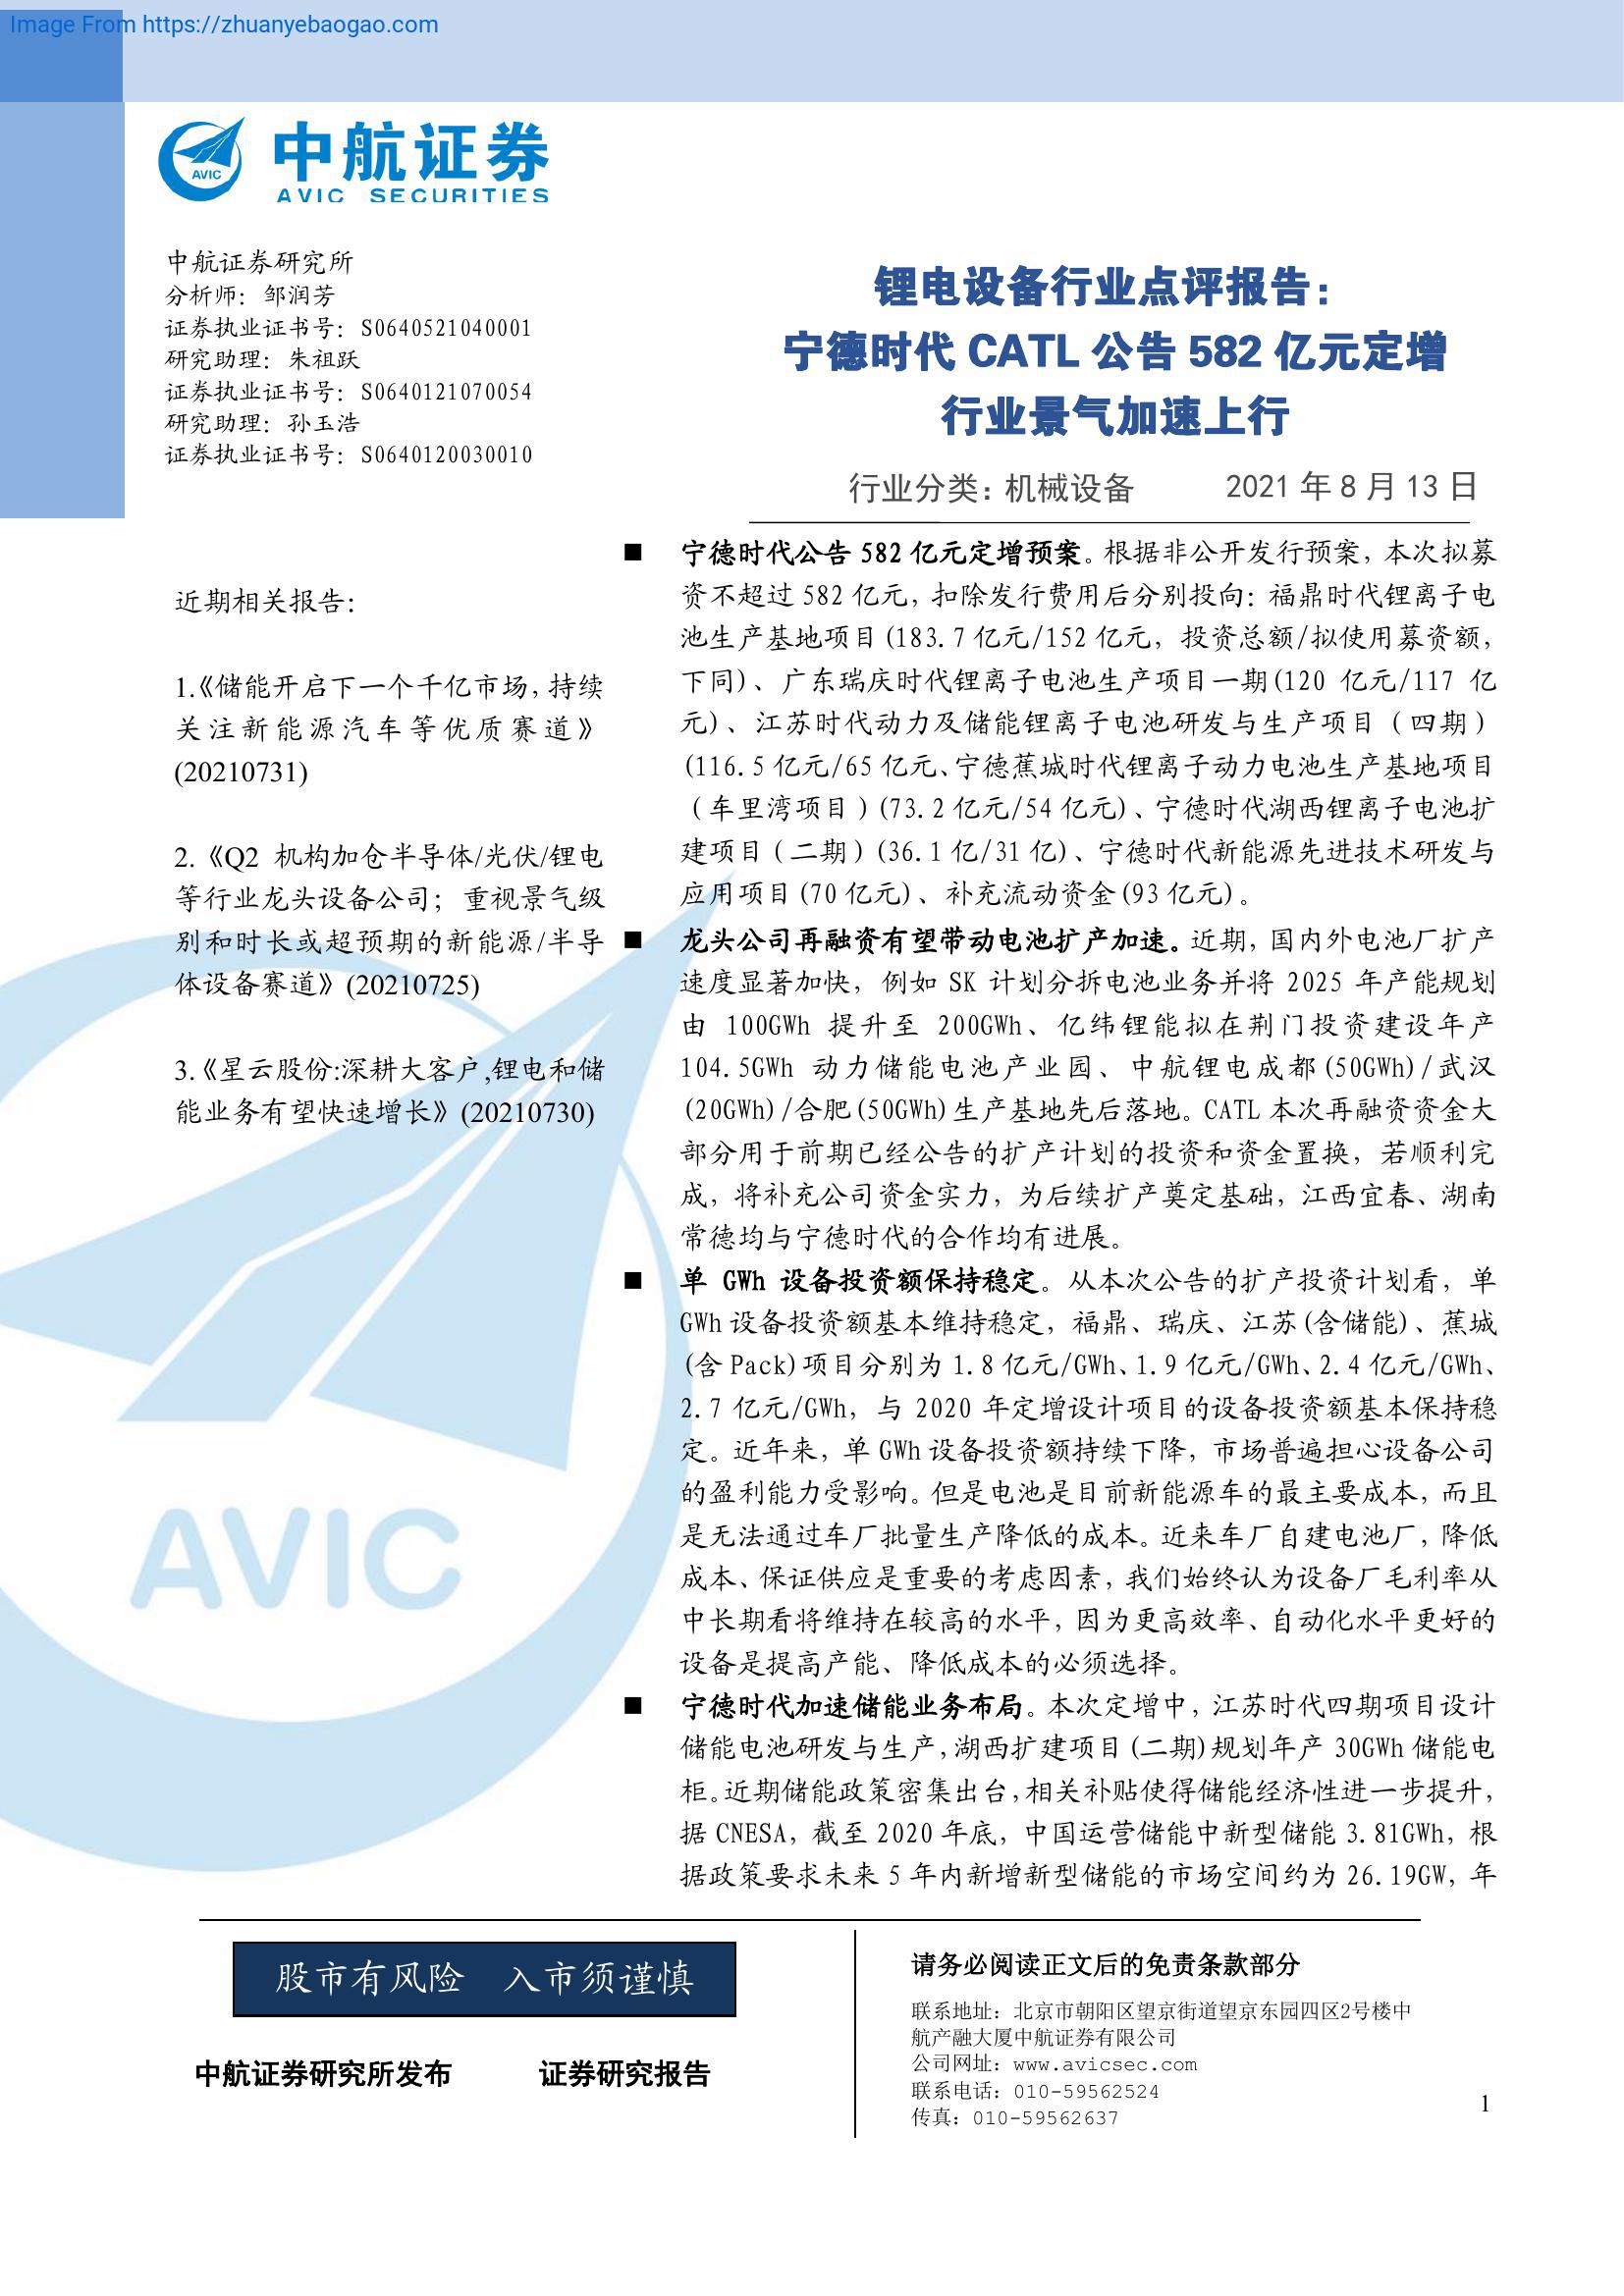 Image From https://zhuanyebaogao.com
AVIC
中航证券
AVIC SECURITIES
中航证券研究所
分析师：邹润芳
证券执业证书号：S0640521040001
研究助理：朱祖跃
证券执业证书号：S0640121070054
研究助理：孙玉浩
证券执业证书号：S0640120030010
锂电设备行业点评报告：
宁德时代 CATL 公告 582 亿元定增
行业景气加速上行
行业分类：机械设备 2021 年 8 月 13 日
近期相关报告：
1.《储能开启下一个千亿市场，持续
关注新能源汽车等优质赛道》
(20210731)
2.《Q2 机构加仓半导体/光伏/锂电
等行业龙头设备公司；重视景气级
别和时长或超预期的新能源/半导
体设备赛道》(20210725)
3.《星云股份:深耕大客户,锂电和储
能业务有望快速增长》(20210730)
■ 宁德时代公告 582 亿元定增预案。根据非公开发行预案，本次拟募
资不超过 582 亿元，扣除发行费用后分别投向：福鼎时代锂离子电
池生产基地项目(183.7 亿元/152 亿元，投资总额/拟使用募资额，
下同)、广东瑞庆时代锂离子电池生产项目一期(120 亿元/117 亿
元)、江苏时代动力及储能锂离子电池研发与生产项目（四期）
(116.5 亿元/65 亿元、宁德蕉城时代锂离子动力电池生产基地项目
（车里湾项目）(73.2 亿元/54 亿元)、宁德时代湖西锂离子电池扩
建项目（二期）(36.1 亿/31 亿)、宁德时代新能源先进技术研发与
应用项目(70 亿元)、补充流动资金(93 亿元)。
■ 龙头公司再融资有望带动电池扩产加速。近期，国内外电池厂扩产
速度显著加快，例如 SK 计划分拆电池业务并将 2025 年产能规划
由 100GWh 提升至 200GWh、亿纬锂能拟在荆门投资建设年产
104.5GWh 动力储能电池产业园、中航锂电成都(50GWh)/武汉
(20GWh)/合肥(50GWh)生产基地先后落地。CATL 本次再融资资金大
部分用于前期已经公告的扩产计划的投资和资金置换，若顺利完
成，将补充公司资金实力，为后续扩产奠定基础，江西宜春、湖南
常德均与宁德时代的合作均有进展。
■ 单 GWh 设备投资额保持稳定。从本次公告的扩产投资计划看，单
GWh 设备投资额基本维持稳定，福鼎、瑞庆、江苏(含储能)、蕉城
(含 Pack)项目分别为 1.8 亿元/GWh、1.9 亿元/GWh、2.4 亿元/GWh、
2.7 亿元/GWh，与 2020 年定增设计项目的设备投资额基本保持稳
定。近年来，单 GWh 设备投资额持续下降，市场普遍担心设备公司
的盈利能力受影响。但是电池是目前新能源车的最主要成本，而且
是无法通过车厂批量生产降低的成本。近来车厂自建电池厂，降低
成本、保证供应是重要的考虑因素，我们始终认为设备厂毛利率从
中长期看将维持在较高的水平，因为更高效率、自动化水平更好的
设备是提高产能、降低成本的必须选择。
■ 宁德时代加速储能业务布局。本次定增中，江苏时代四期项目设计
储能电池研发与生产，湖西扩建项目(二期)规划年产 30GWh 储能电
柜。近期储能政策密集出台，相关补贴使得储能经济性进一步提升，
据 CNESA，截至 2020 年底，中国运营储能中新型储能 3.81GWh，根
据政策要求未来 5 年内新增新型储能的市场空间约为 26.19GW，年
AVIC
股市有风险 入市须谨慎
中航证券研究所发布 证券研究报告
请务必阅读正文后的免责条款部分
联系地址：北京市朝阳区望京街道望京东园四区2号楼中
航产融大厦中航证券有限公司
公司网址：www.avicsec.com
联系电话：010-59562524
传真：010-59562637
1